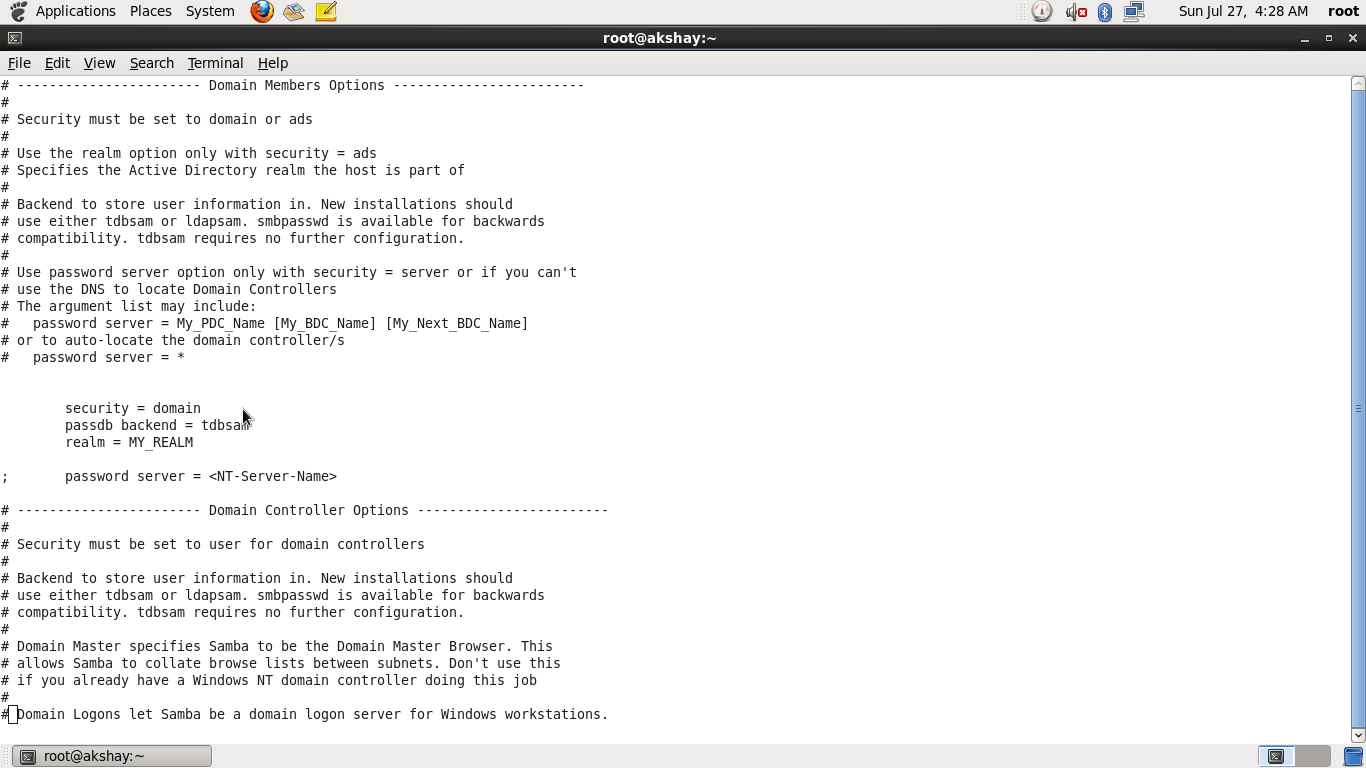 Applications Places System Sun Jul 27, 4:28 AM root
root@akshay:~
File Edit View Search Terminal Help
# ----------------------- Domain Members Options ------------------------
#
# Security must be set to domain or ads
#
# Use the realm option only with security = ads
# Specifies the Active Directory realm the host is part of
#
# Backend to store user information in. New installations should
# use either tdbsam or ldapsam. smbpasswd is available for backwards
# compatibility. tdbsam requires no further configuration.
#
# Use password server option only with security = server or if you can't
# use the DNS to locate Domain Controllers
# The argument list may include:
#   password server = My_PDC_Name [My_BDC_Name] [My_Next_BDC_Name]
# or to auto-locate the domain controller/s
#   password server = *
        security = domain
        passdb backend = tdbsam
        realm = MY_REALM
;       password server = <NT-Server-Name>
# ----------------------- Domain Controller Options ------------------------
#
# Security must be set to user for domain controllers
#
# Backend to store user information in. New installations should
# use either tdbsam or ldapsam. smbpasswd is available for backwards
# compatibility. tdbsam requires no further configuration.
#
# Domain Master specifies Samba to be the Domain Master Browser. This
# allows Samba to collate browse lists between subnets. Don't use this
# if you already have a Windows NT domain controller doing this job
#
# Domain Logons let Samba be a domain logon server for Windows workstations.
root@akshay:~